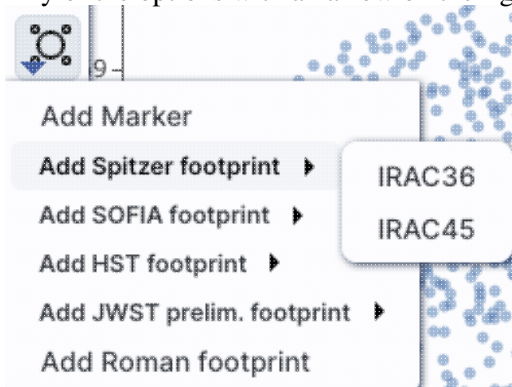 9
Add Marker
Add Spitzer footprint
IRAC36
IRAC45
Add SOFIA footprint
Add HST footprint
Add JWST prelim. footprint
Add Roman footprint